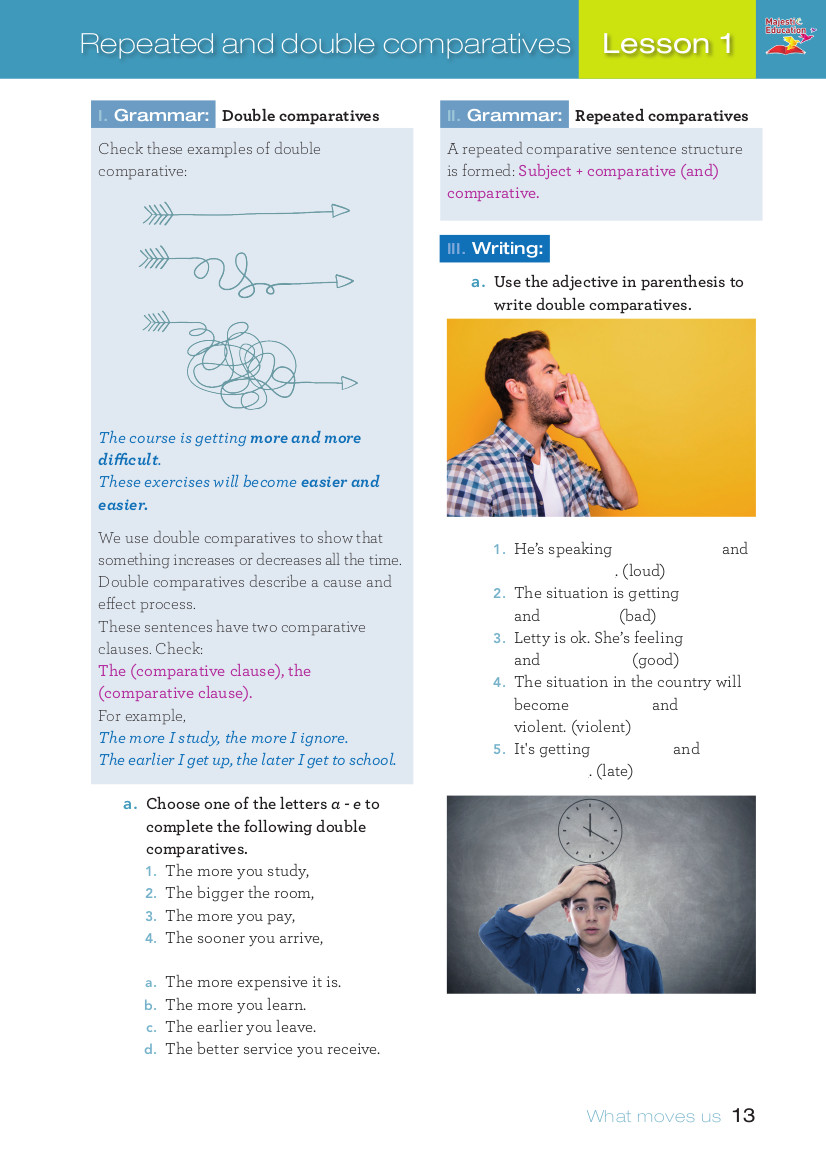 Repeated and double comparatives
Lesson 1
Majestic
Education
I. Grammar: Double comparatives
Check these examples of double
comparative:
The course is getting more and more
difficult.
These exercises will become easier and
easier.
We use double comparatives to show that
something increases or decreases all the time.
Double comparatives describe a cause and
effect process.
These sentences have two comparative
clauses. Check:
The (comparative clause), the
(comparative clause).
For example,
The more I study, the more I ignore.
The earlier I get up, the later I get to school.
a. Choose one of the letters a - e to
complete the following double
comparatives.
1. The more you study,
2. The bigger the room,
3. The more you pay,
4. The sooner you arrive,
a. The more expensive it is.
b. The more you learn.
c. The earlier you leave.
d. The better service you receive.
II. Grammar: Repeated comparatives
A repeated comparative sentence structure
is formed: Subject + comparative (and)
comparative.
III. Writing:
a. Use the adjective in parenthesis to
write double comparatives.
1. He's speaking and
. (loud)
2. The situation is getting
and (bad)
3. Letty is ok. She's feeling
and (good)
4. The situation in the country will
become and
violent. (violent)
5. It's getting and
. (late)
What moves us 13